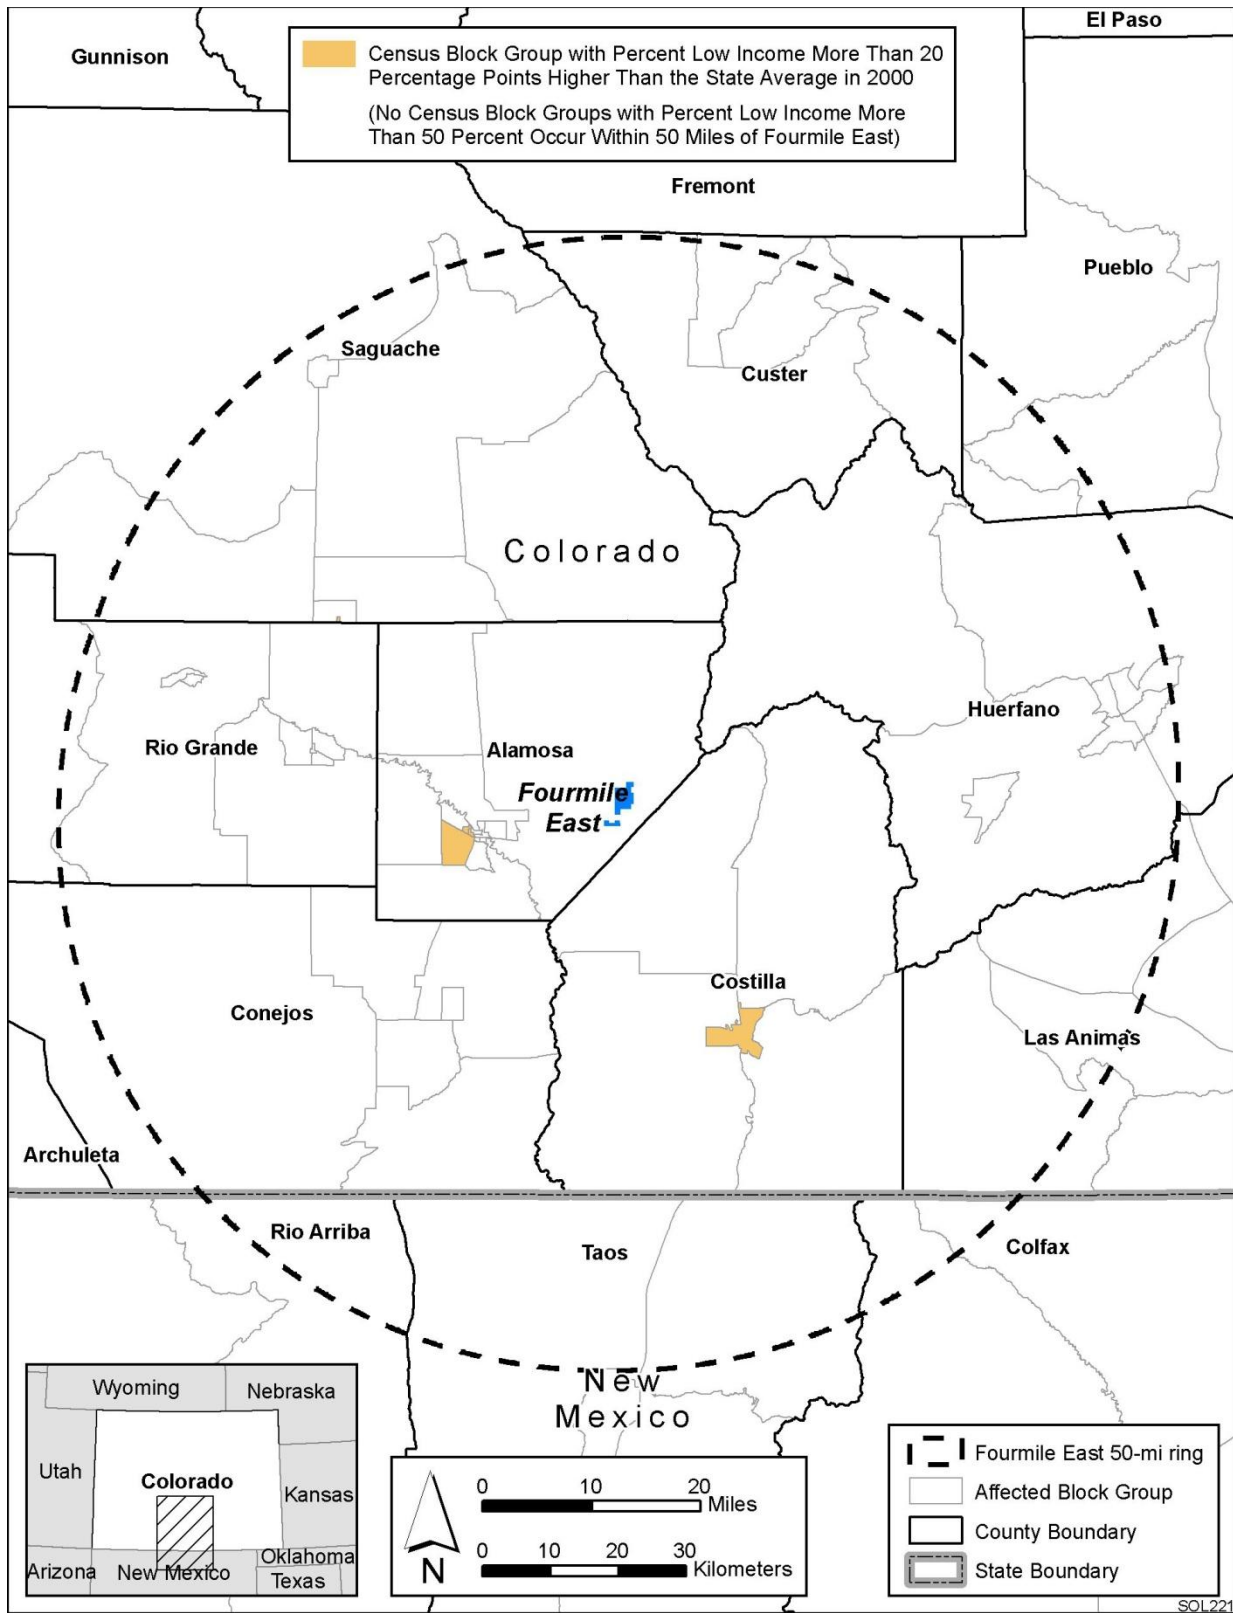 El Paso
Gunnison
Census Block Group with Percent Low Income More Than 20
Percentage Points Higher Than the State Average in 2000
(No Census Block Groups with Percent Low Income More
Than 50 Percent Occur Within 50 Miles of Fourmile East)
Fremont
Pueblo
Saguache
Custer
Colorado
Huerfano
Rio Grande
Alamosa
Fourmile
East
Costilla
Conejos
Las Animas
Archuleta
Rio Arriba
Taos
Colfax
New
Mexico
Wyoming
Nebraska
Utah
Colorado
Kansas
Oklahoma
Arizona
New Mexico
Texas
0 10 20
Miles
0 10 20 30
Kilometers
N
Fourmile East 50-mi ring
Affected Block Group
County Boundary
State Boundary
SOL221